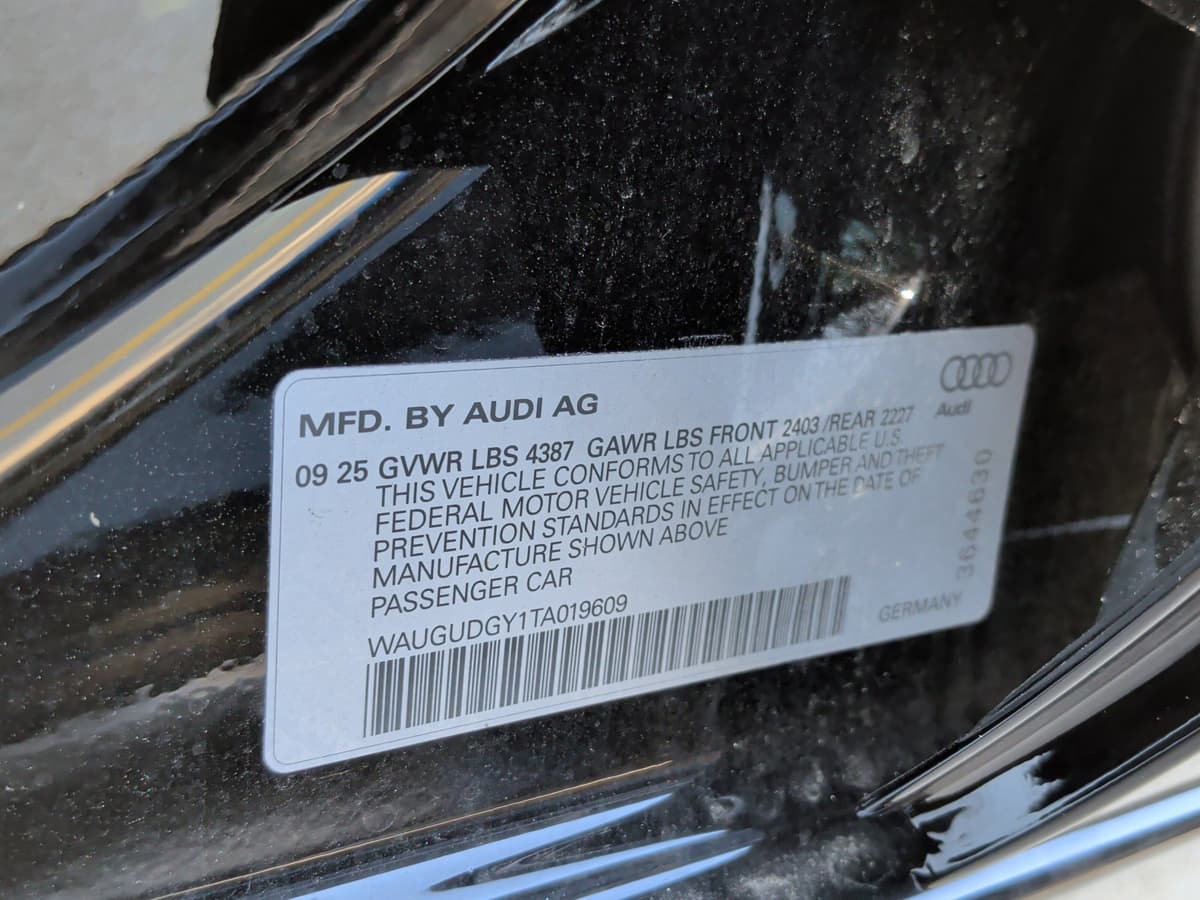 MFD. BY AUDI AG
Audi
09 25 GVWR LBS 4387 GAWR LBS FRONT 2403 /REAR 2227
THIS VEHICLE CONFORMS TO ALL APPLICABLE U.S.
FEDERAL MOTOR VEHICLE SAFETY, BUMPER AND THEFT
PREVENTION STANDARDS IN EFFECT ON THE DATE OF
MANUFACTURE SHOWN ABOVE
PASSENGER CAR
WAUGUDGY1TA019609
GERMANY
3644630